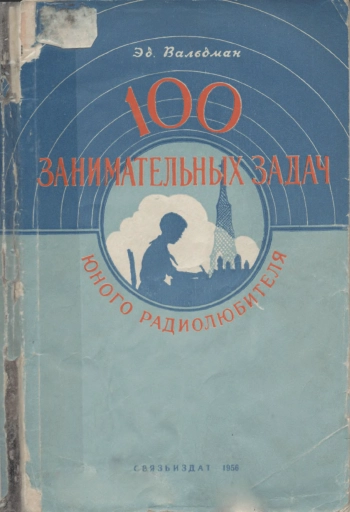 Эд. Вальдман
100
ЗАНИМАТЕЛЬНЫХ ЗАДАЧ
ЮНОГО РАДИОЛЮБИТЕЛЯ
СВЯЗЬИЗДАТ 1956